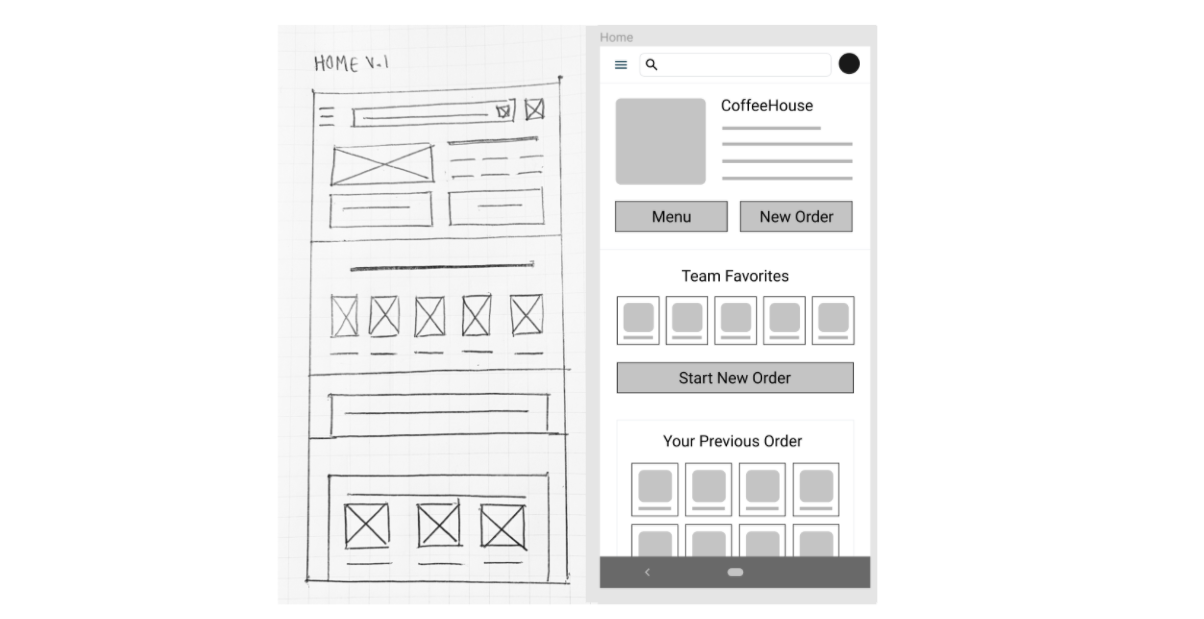 HOME V.1
Home
CoffeeHouse
Menu
New Order
Team Favorites
Start New Order
Your Previous Order